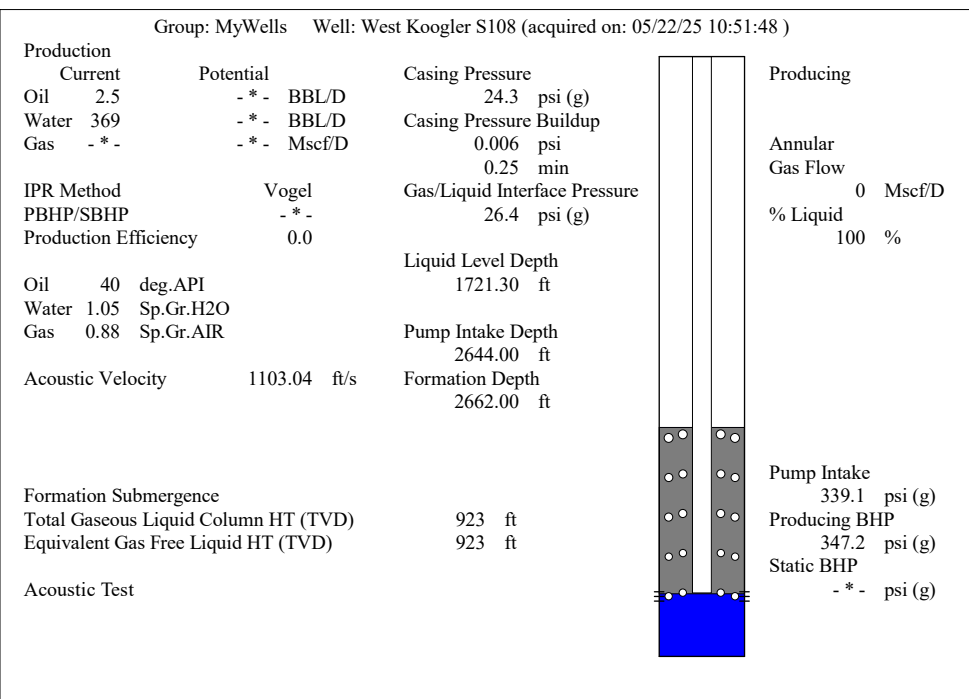 Group: MyWells Well: West Koogler S108 (acquired on: 05/22/25 10:51:48 )
Production
Current Potential
Oil 2.5 - * - BBL/D
Water 369 - * - BBL/D
Gas - * - - * - Mscf/D
IPR Method Vogel
PBHP/SBHP - * -
Production Efficiency 0.0
Oil 40 deg.API
Water 1.05 Sp.Gr.H2O
Gas 0.88 Sp.Gr.AIR
Acoustic Velocity 1103.04 ft/s
Casing Pressure
24.3 psi (g)
Casing Pressure Buildup
0.006 psi
0.25 min
Gas/Liquid Interface Pressure
26.4 psi (g)
Liquid Level Depth
1721.30 ft
Pump Intake Depth
2644.00 ft
Formation Depth
2662.00 ft
Formation Submergence
Total Gaseous Liquid Column HT (TVD) 923 ft
Equivalent Gas Free Liquid HT (TVD) 923 ft
Acoustic Test
Producing
Annular
Gas Flow
0 Mscf/D
% Liquid
100 %
Pump Intake
339.1 psi (g)
Producing BHP
347.2 psi (g)
Static BHP
- * - psi (g)